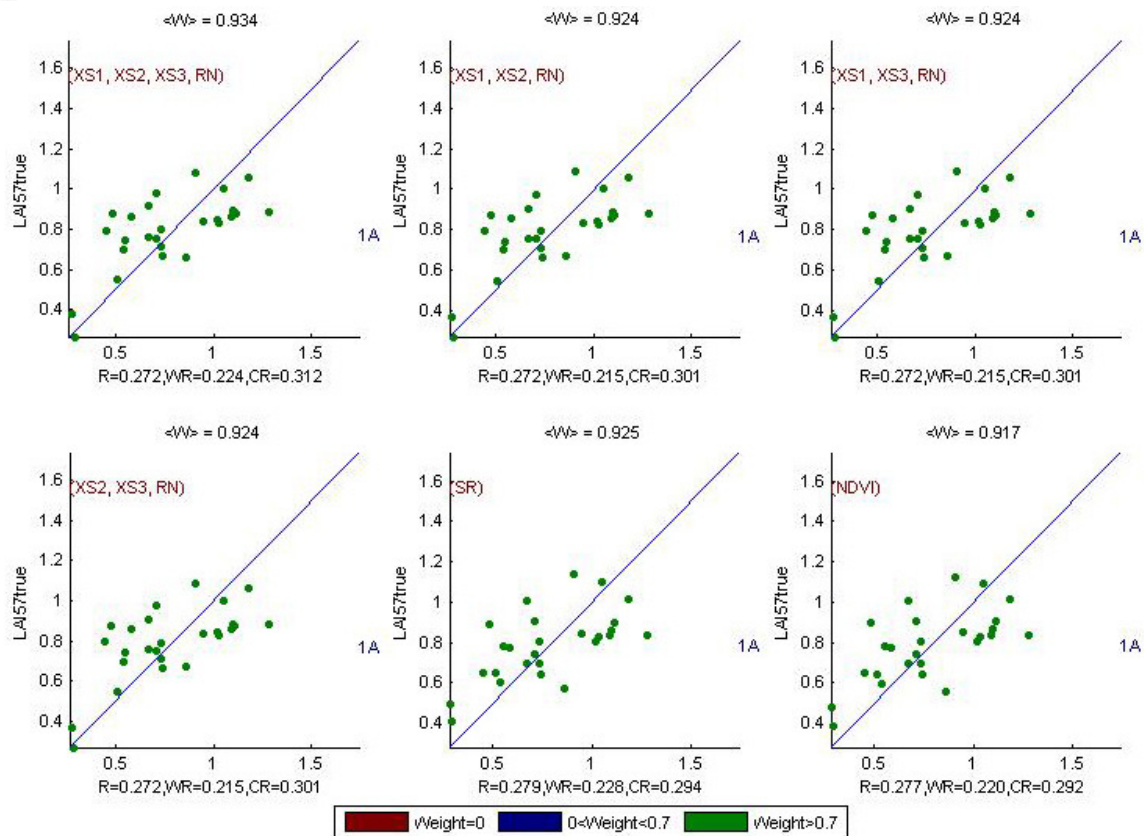 <W> = 0.934
<W> = 0.924
<W> = 0.924
(XS1, XS2, XS3, RN)
(XS1, XS2, RN)
(XS1, XS3, RN)
LAI57true
LAI57true
LAI57true
1.6
1.4
1.2
1
0.8
0.6
0.4
1.6
1.4
1.2
1
0.8
0.6
0.4
1.6
1.4
1.2
1
0.8
0.6
0.4
1A
1A
1A
0.5 1 1.5
0.5 1 1.5
0.5 1 1.5
R=0.272,WR=0.224,CR=0.312
R=0.272,WR=0.215,CR=0.301
R=0.272,WR=0.215,CR=0.301
<W> = 0.924
<W> = 0.925
<W> = 0.917
(XS2, XS3, RN)
(SR)
(NDVI)
LAI57true
LAI57true
LAI57true
1.6
1.4
1.2
1
0.8
0.6
0.4
1.6
1.4
1.2
1
0.8
0.6
0.4
1.6
1.4
1.2
1
0.8
0.6
0.4
1A
1A
1A
0.5 1 1.5
0.5 1 1.5
0.5 1 1.5
R=0.272,WR=0.215,CR=0.301
R=0.279,WR=0.228,CR=0.294
R=0.277,WR=0.220,CR=0.292
Weight=0 0<Weight<0.7 Weight>0.7